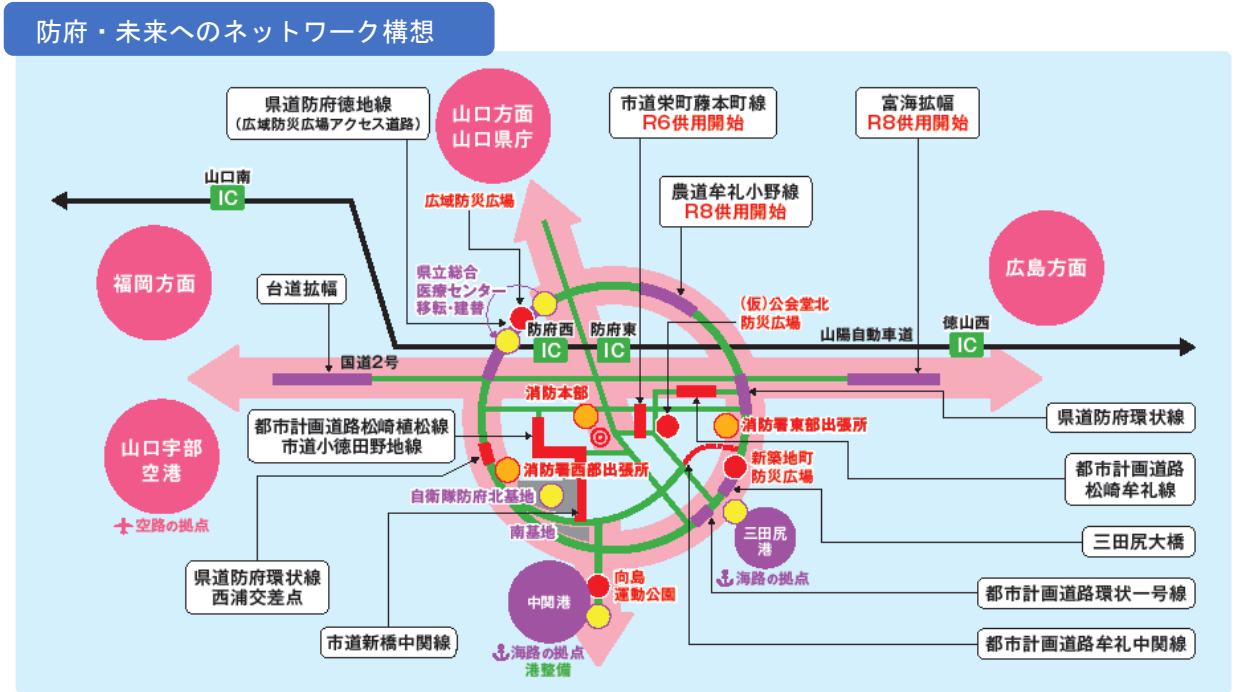 防府・未来へのネットワーク構想
県道防府徳地線
(広域防災広場アクセス道路)
山口方面
山口県庁
市道栄町藤本町線
R6供用開始
富海拡幅
R8供用開始
山口南
IC
広域防災広場
農道牟礼小野線
R8供用開始
福岡方面
広島方面
台道拡幅
県立総合
医療センター
移転・建替
(仮)公会堂北
防災広場
防府西
IC
防府東
IC
山陽自動車道
徳山西
IC
国道2号
消防本部
県道防府環状線
都市計画道路松崎植松線
市道小徳田野地線
消防署東部出張所
山口宇部
空港
空路の拠点
消防署西部出張所
新築地町
防災広場
都市計画道路
松崎牟礼線
自衛隊防府北基地
南基地
三田尻
港
海路の拠点
三田尻大橋
県道防府環状線
西浦交差点
向島
運動公園
中関港
海路の拠点
港整備
都市計画道路環状一号線
市道新橋中関線
都市計画道路牟礼中関線